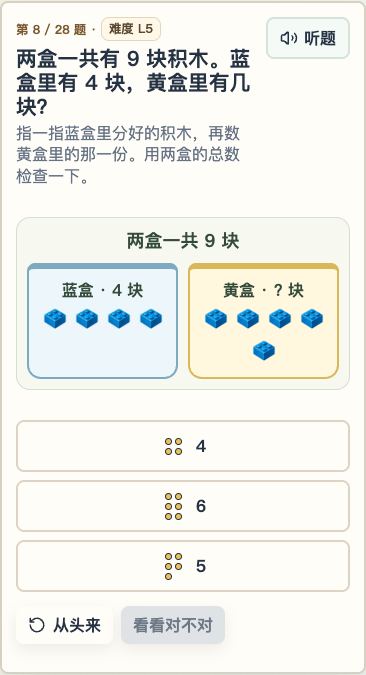 第 8 / 28 题 · 难度 L5
听题
两盒一共有 9 块积木。蓝
盒里有 4 块，黄盒里有几
块？
指一指蓝盒里分好的积木，再数
黄盒里的那一份。用两盒的总数
检查一下。
两盒一共 9 块
蓝盒 · 4 块
黄盒 · ? 块
4
6
5
从头来
看看对不对